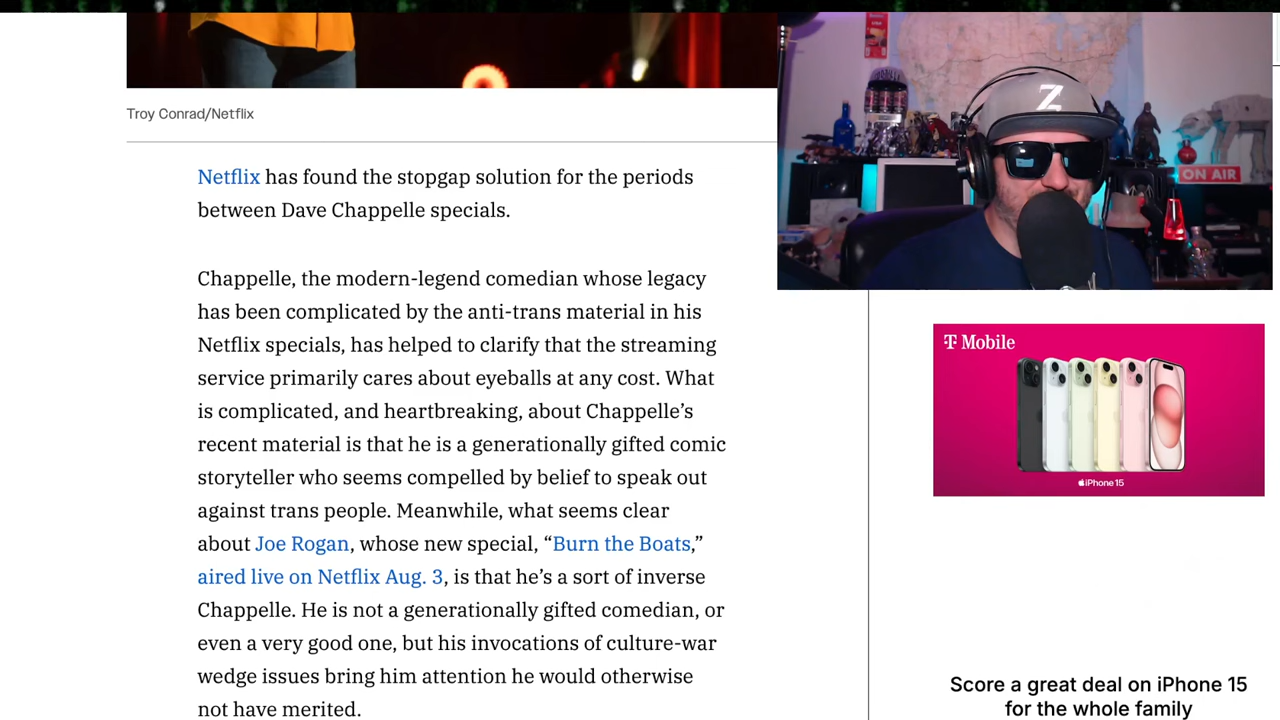 Troy Conrad/Netflix
Netflix has found the stopgap solution for the periods
between Dave Chappelle specials.
Chappelle, the modern-legend comedian whose legacy
has been complicated by the anti-trans material in his
Netflix specials, has helped to clarify that the streaming
service primarily cares about eyeballs at any cost. What
is complicated, and heartbreaking, about Chappelle’s
recent material is that he is a generationally gifted comic
storyteller who seems compelled by belief to speak out
against trans people. Meanwhile, what seems clear
about Joe Rogan, whose new special, “Burn the Boats,”
aired live on Netflix Aug. 3, is that he’s a sort of inverse
Chappelle. He is not a generationally gifted comedian, or
even a very good one, but his invocations of culture-war
wedge issues bring him attention he would otherwise
not have merited.
Z
ON AIR
T Mobile
iPhone 15
Score a great deal on iPhone 15
for the whole family